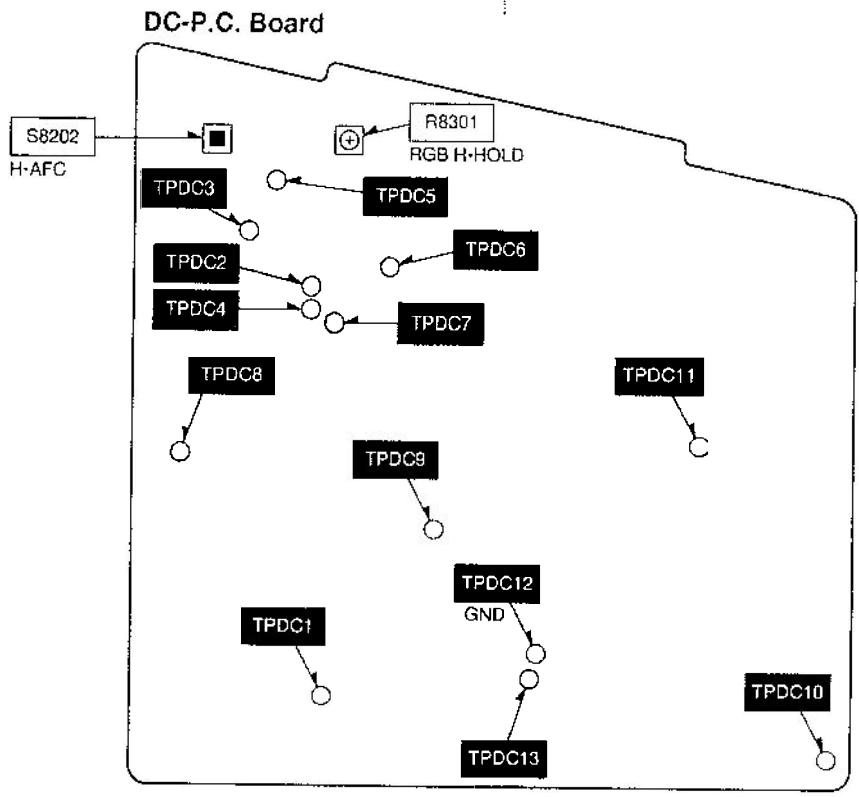 DC-P.C. Board
S8202
H·AFC
R8301
RGB H·HOLD
TPDC3
TPDC5
TPDC2
TPDC6
TPDC4
TPDC7
TPDC8
TPDC11
TPDC9
TPDC12
GND
TPDC1
TPDC10
TPDC13